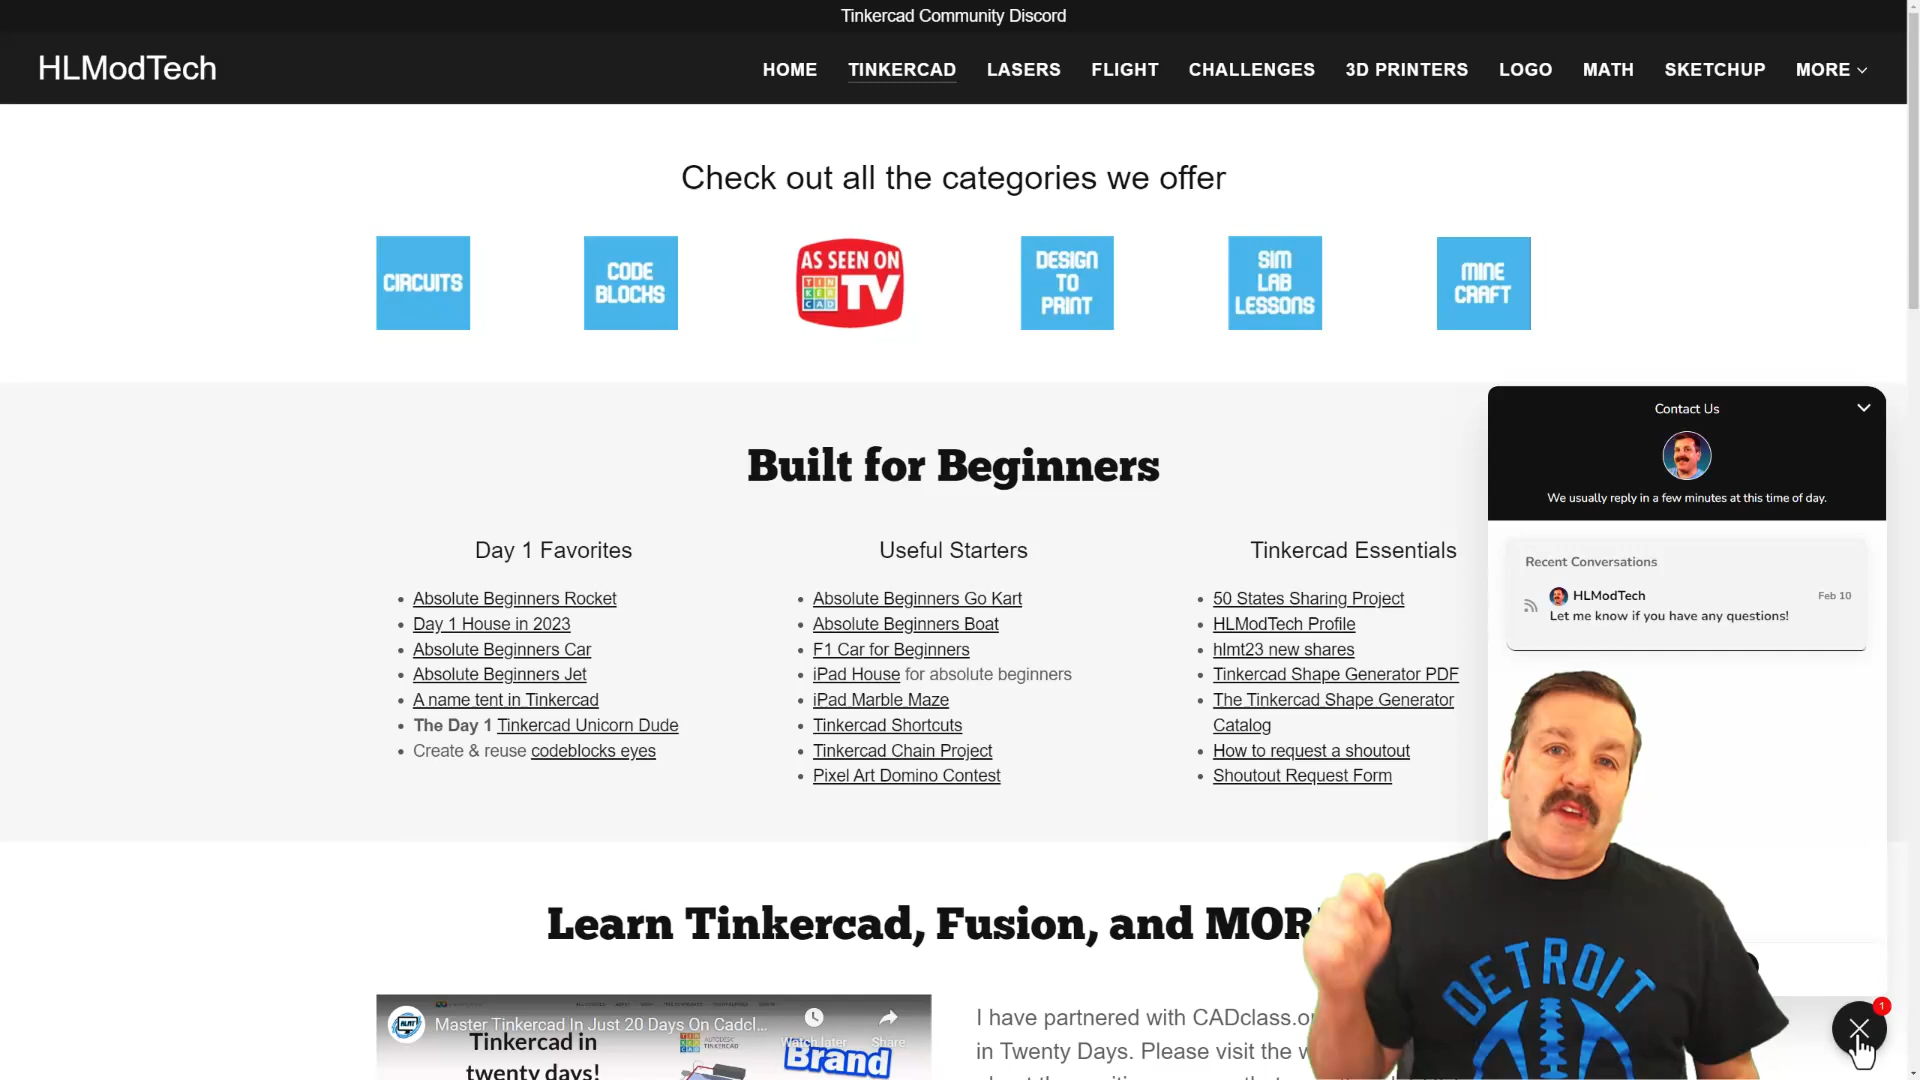 Tinkercad Community Discord
HLModTech
HOME TINKERCAD LASERS FLIGHT CHALLENGES 3D PRINTERS LOGO MATH SKETCHUP MORE
Check out all the categories we offer
CIRCUITS
CODE
BLOCKS
AS SEEN ON
TIN
KER
CAD
TV
DESIGN
TO
PRINT
SIM
LAB
LESSONS
MINE
CRAFT
Built for Beginners
Day 1 Favorites
Absolute Beginners Rocket
Day 1 House in 2023
Absolute Beginners Car
Absolute Beginners Jet
A name tent in Tinkercad
The Day 1 Tinkercad Unicorn Dude
Create & reuse codeblocks eyes
Useful Starters
Absolute Beginners Go Kart
Absolute Beginners Boat
F1 Car for Beginners
iPad House for absolute beginners
iPad Marble Maze
Tinkercad Shortcuts
Tinkercad Chain Project
Pixel Art Domino Contest
Tinkercad Essentials
50 States Sharing Project
HLModTech Profile
hlmt23 new shares
Tinkercad Shape Generator PDF
The Tinkercad Shape Generator
Catalog
How to request a shoutout
Shoutout Request Form
Contact Us
We usually reply in a few minutes at this time of day.
Recent Conversations
HLModTech Feb 10
Let me know if you have any questions!
Learn Tinkercad, Fusion, and MOR
HLMT
Master Tinkercad In Just 20 Days On Cadcl...
Watch later Share
Tinkercad in
twenty days!
AUTODESK
TINKERCAD
Brand
I have partnered with CADclass.or
in Twenty Days. Please visit the w
DETROIT
1